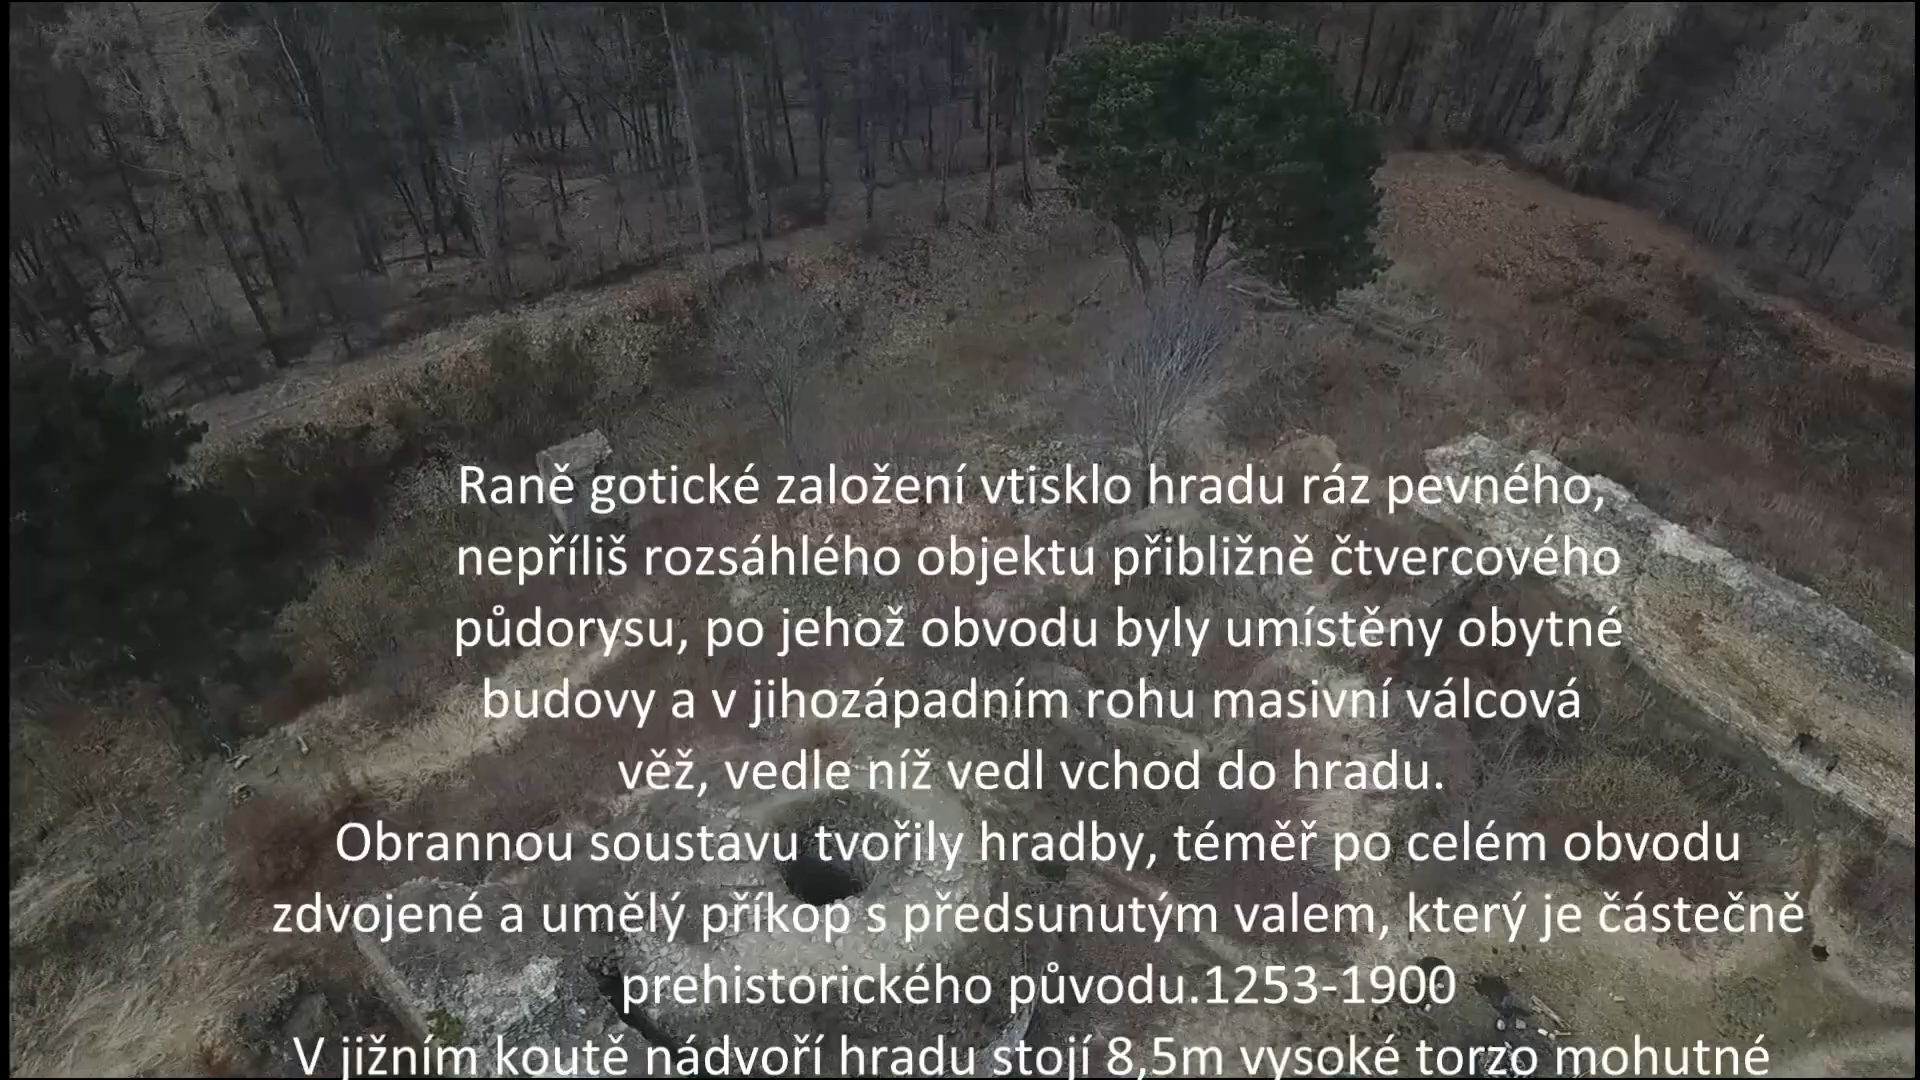 Raně gotické založení vtisklo hradu ráz pevného,
nepříliš rozsáhlého objektu přibližně čtvercového
půdorysu, po jehož obvodu byly umístěny obytné
budovy a v jihozápadním rohu masivní válcová
věž, vedle níž vedl vchod do hradu.
Obrannou soustavu tvořily hradby, téměř po celém obvodu
zdvojené a umělý příkop s předsunutým valem, který je částečně
prehistorického původu.1253-1900
V jižním koutě nádvoří hradu stojí 8,5m vysoké torzo mohutné